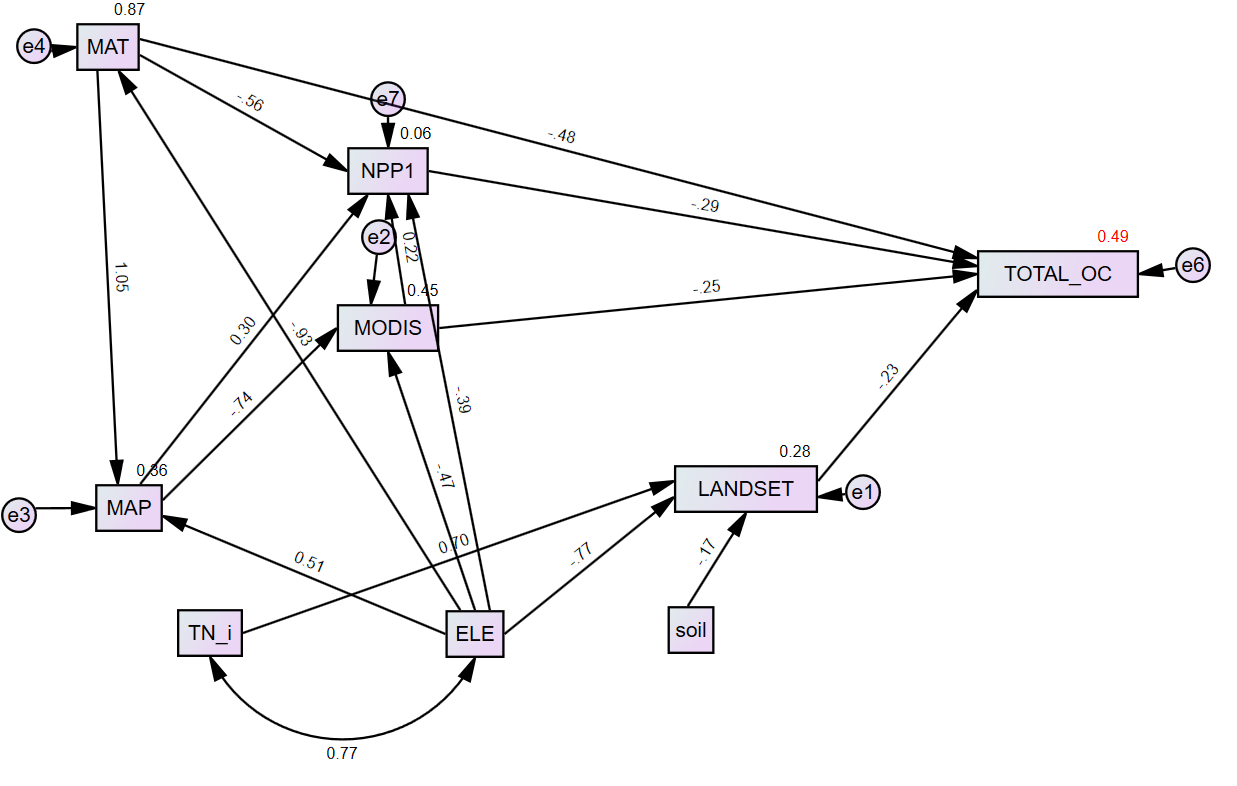 0.87
e4
MAT
e7
-.56
0.06
-.48
NPP1
-.29
e2
0.22
0.49
TOTAL_OC
e6
1.05
0.45
-.25
MODIS
0.30
-.93
-.74
-.39
-.23
0.36
-.47
0.28
LANDSET
e1
MAP
e3
0.51
0.70
-.77
-.17
TN_i
ELE
soil
0.77